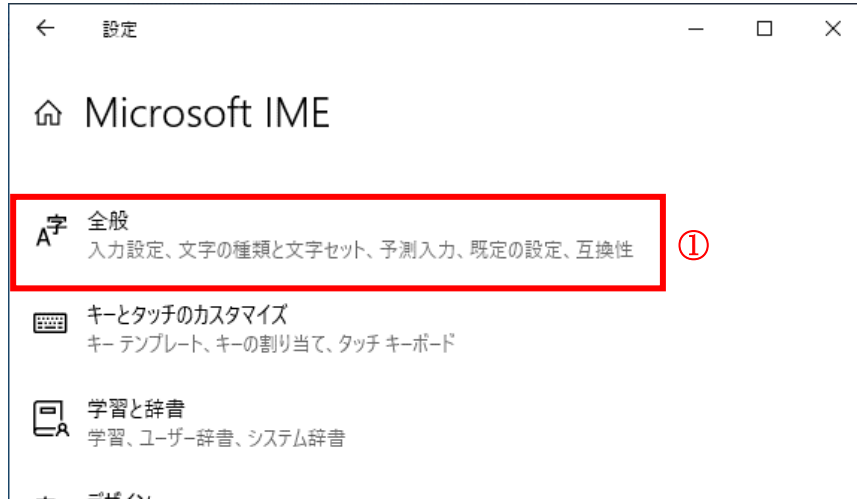 設定
Microsoft IME
全般
入力設定、文字の種類と文字セット、予測入力、既定の設定、互換性
①
キーとタッチのカスタマイズ
キー テンプレート、キーの割り当て、タッチ キーボード
学習と辞書
学習、ユーザー辞書、システム辞書
デザイン